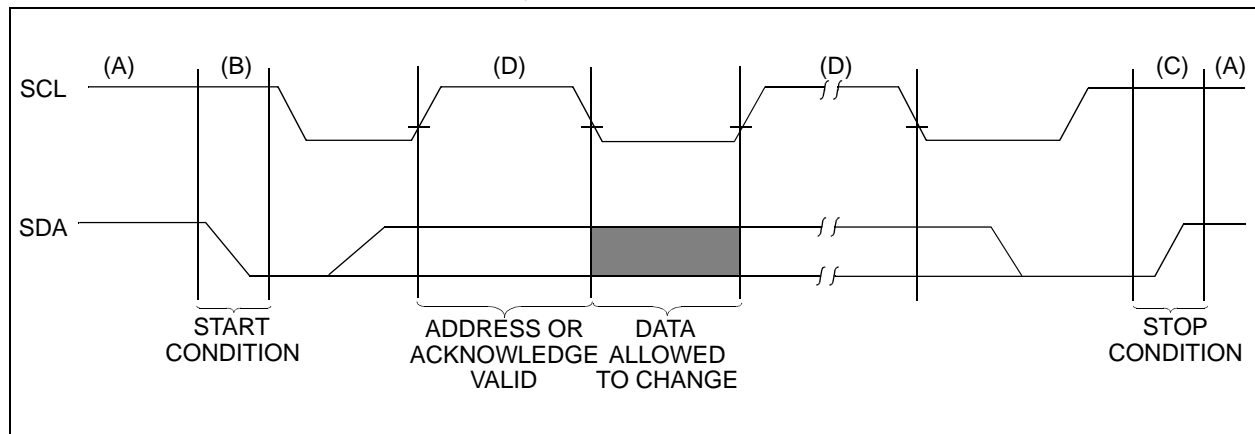 (A) (B) (D) (D) (C) (A)
SCL
SDA
START
CONDITION
ADDRESS OR
ACKNOWLEDGE
VALID
DATA
ALLOWED
TO CHANGE
STOP
CONDITION